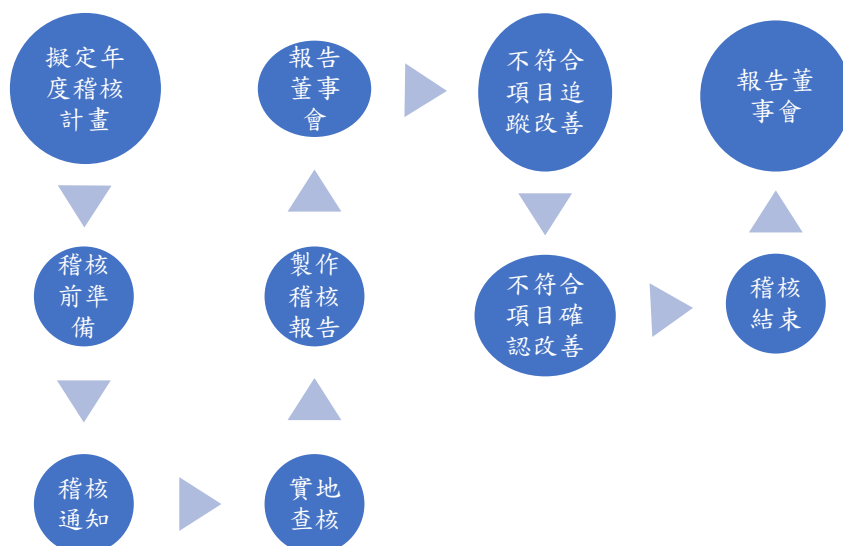 擬定年
度稽核
計畫
稽核
前準
備
稽核
通知
實地
查核
製作
稽核
報告
報告
董事
會
不符合
項目追
蹤改善
不符合
項目確
認改善
稽核
結束
報告董
事會